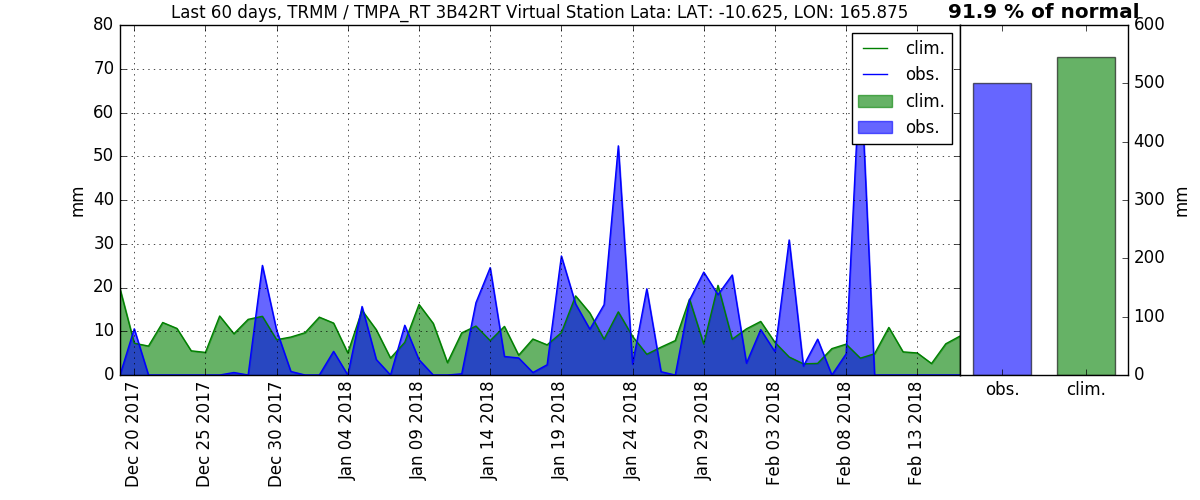 Last 60 days, TRMM / TMPA_RT 3B42RT Virtual Station Lata: LAT: -10.625, LON: 165.875
91.9 % of normal
80
70
60
50
40
30
20
10
0
mm
clim.
obs.
clim.
obs.
600
500
400
300
200
100
0
mm
Dec 20 2017
Dec 25 2017
Dec 30 2017
Jan 04 2018
Jan 09 2018
Jan 14 2018
Jan 19 2018
Jan 24 2018
Jan 29 2018
Feb 03 2018
Feb 08 2018
Feb 13 2018
obs.
clim.